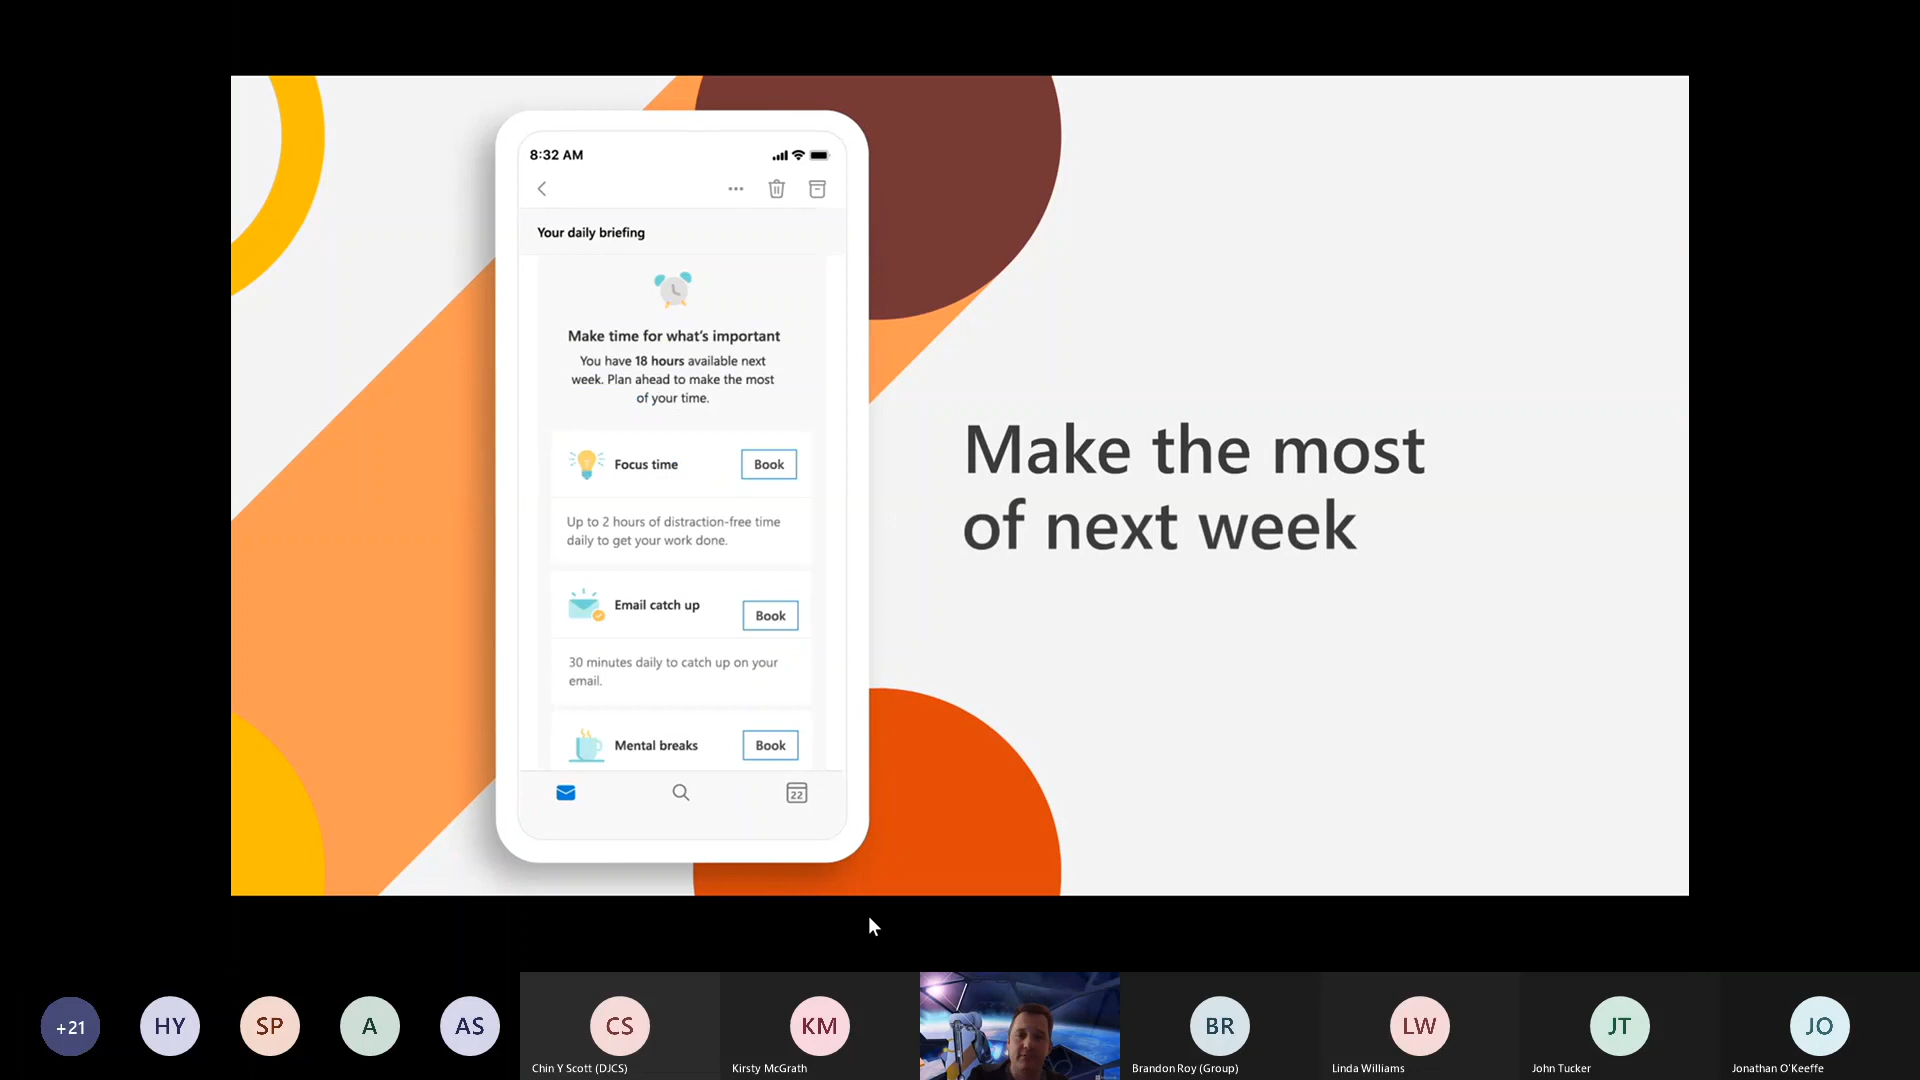 8:32 AM
Your daily briefing
Make time for what's important
You have 18 hours available next
week. Plan ahead to make the most
of your time.
Focus time
Book
Up to 2 hours of distraction-free time
daily to get your work done.
Email catch up
Book
30 minutes daily to catch up on your
email.
Mental breaks
Book
22
Make the most
of next week
+21
HY
SP
A
AS
CS
Chin Y Scott (DJCS)
KM
Kirsty McGrath
BR
Brandon Roy (Group)
LW
Linda Williams
JT
John Tucker
JO
Jonathan O'Keeffe